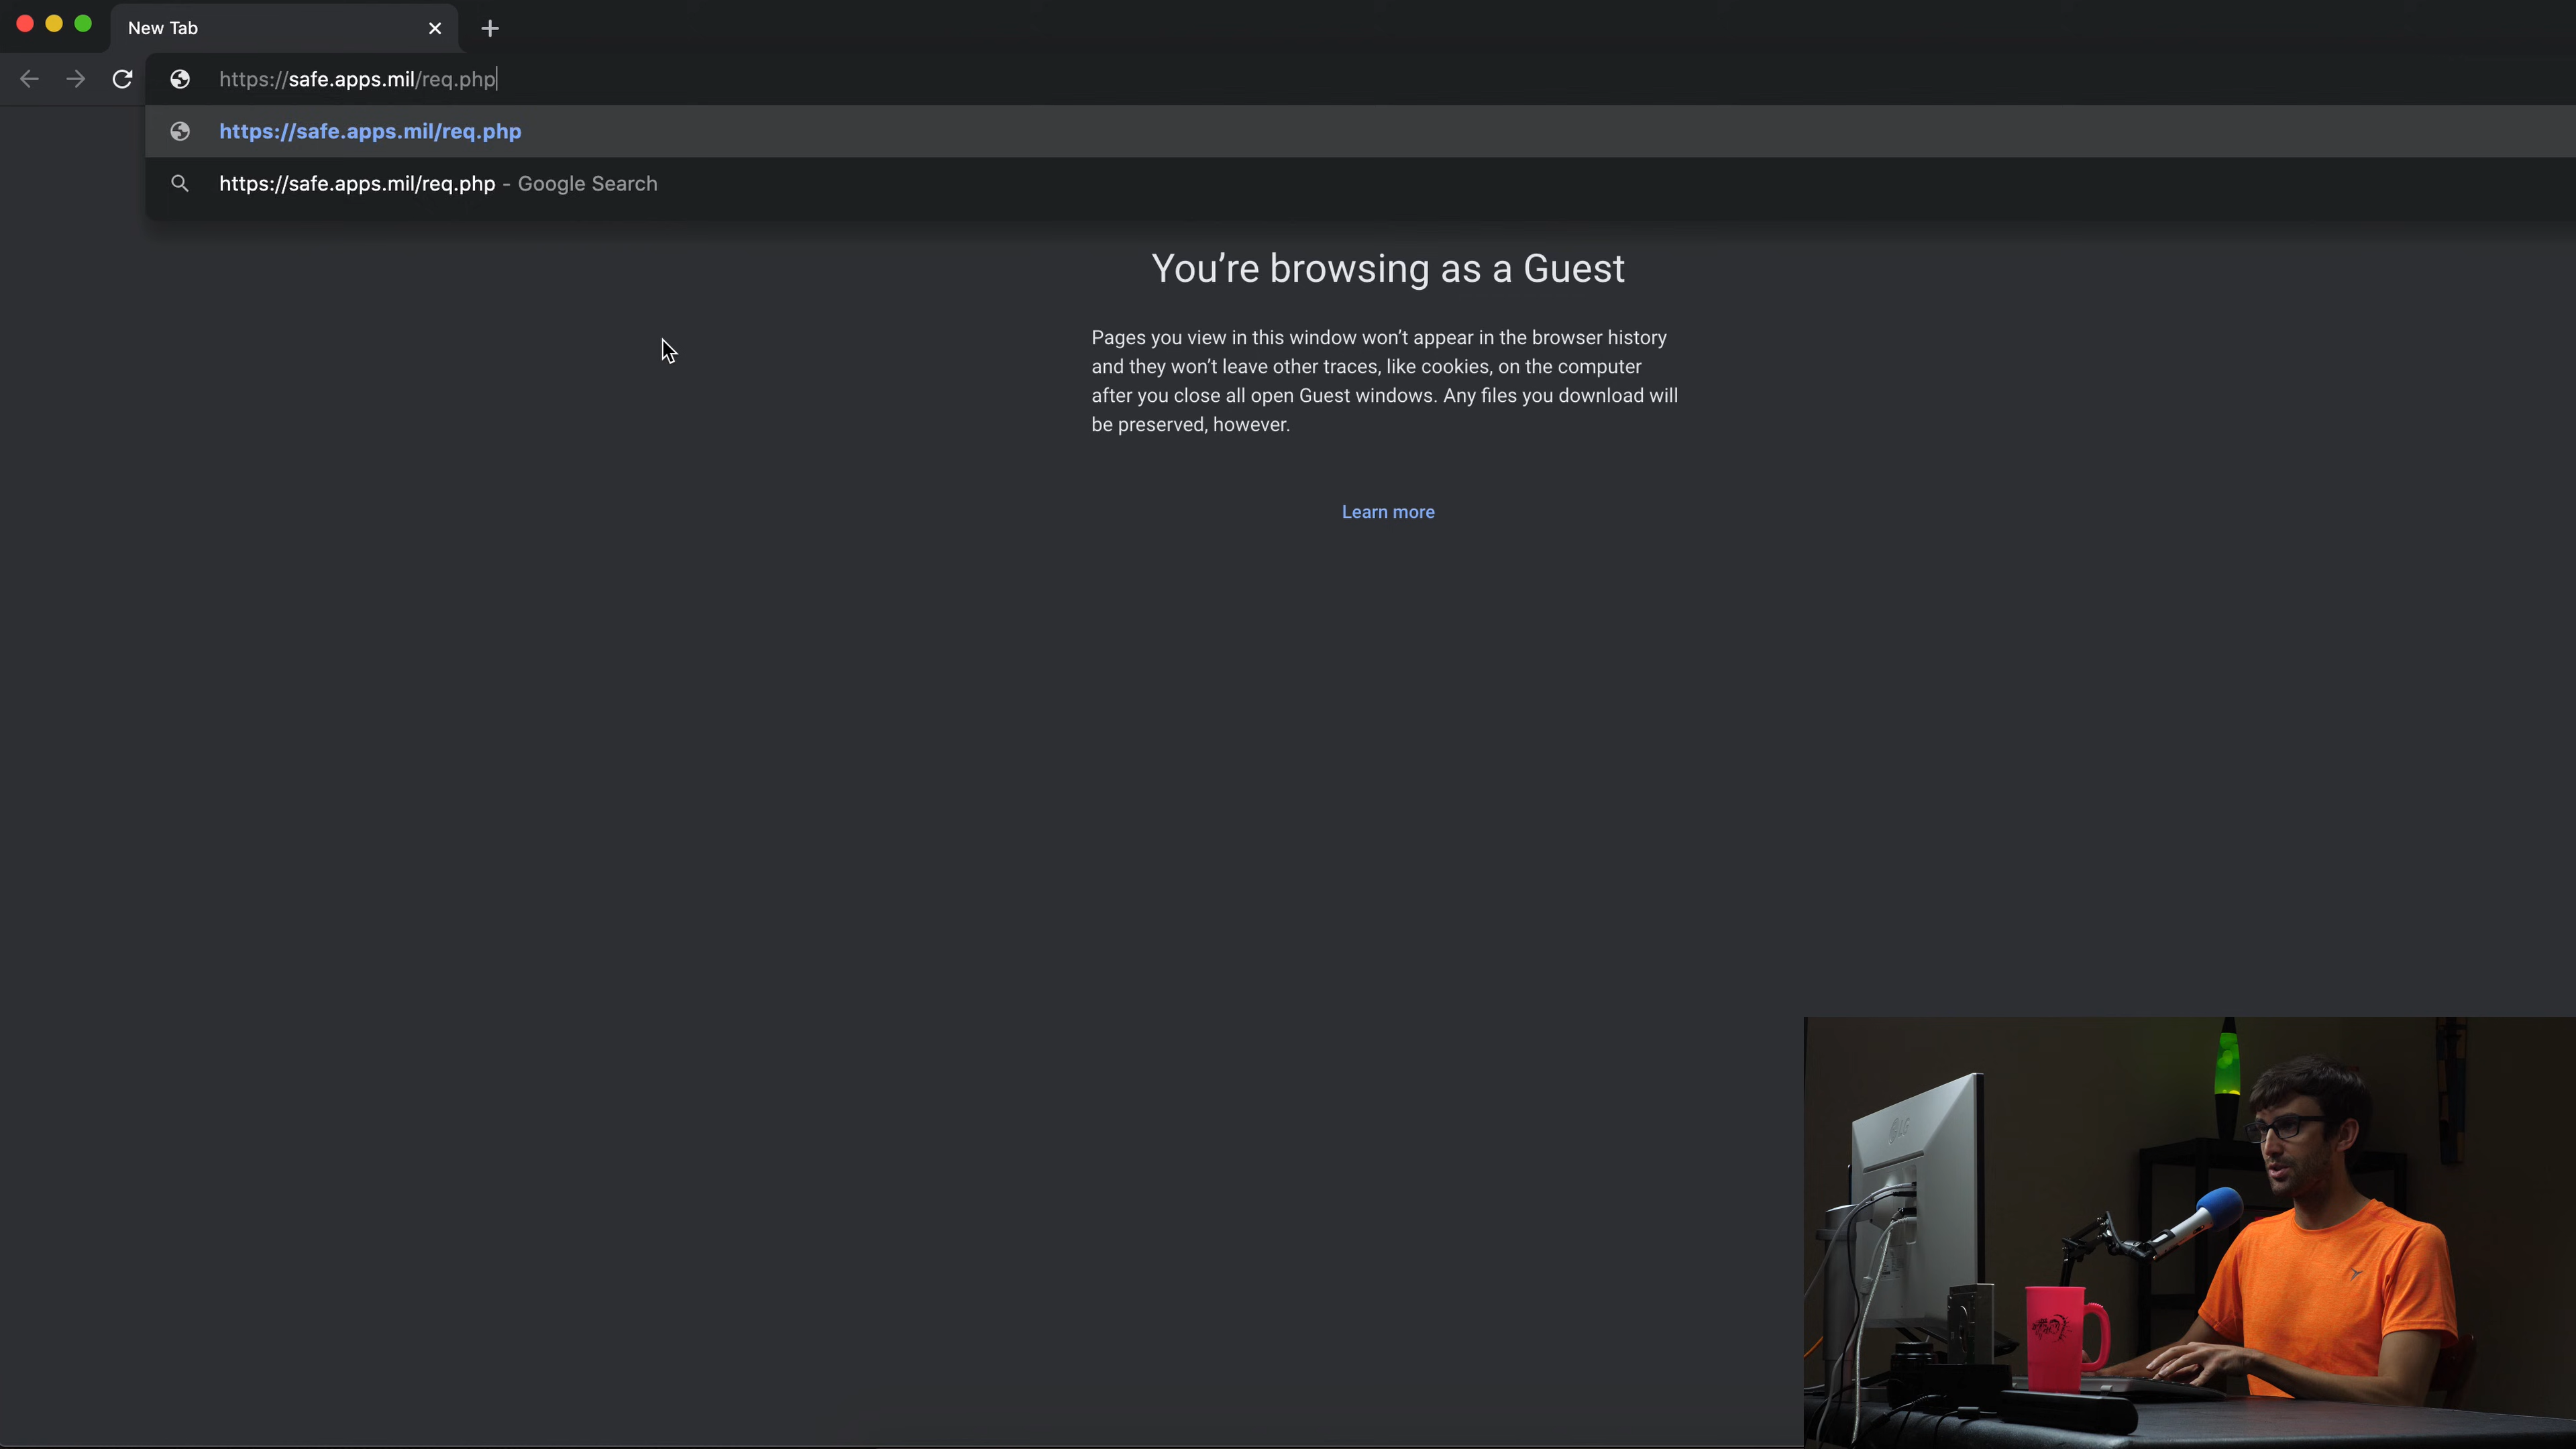 New Tab
https://safe.apps.mil/req.php
https://safe.apps.mil/req.php
https://safe.apps.mil/req.php - Google Search
You’re browsing as a Guest
Pages you view in this window won’t appear in the browser history
and they won’t leave other traces, like cookies, on the computer
after you close all open Guest windows. Any files you download will
be preserved, however.
Learn more
LG